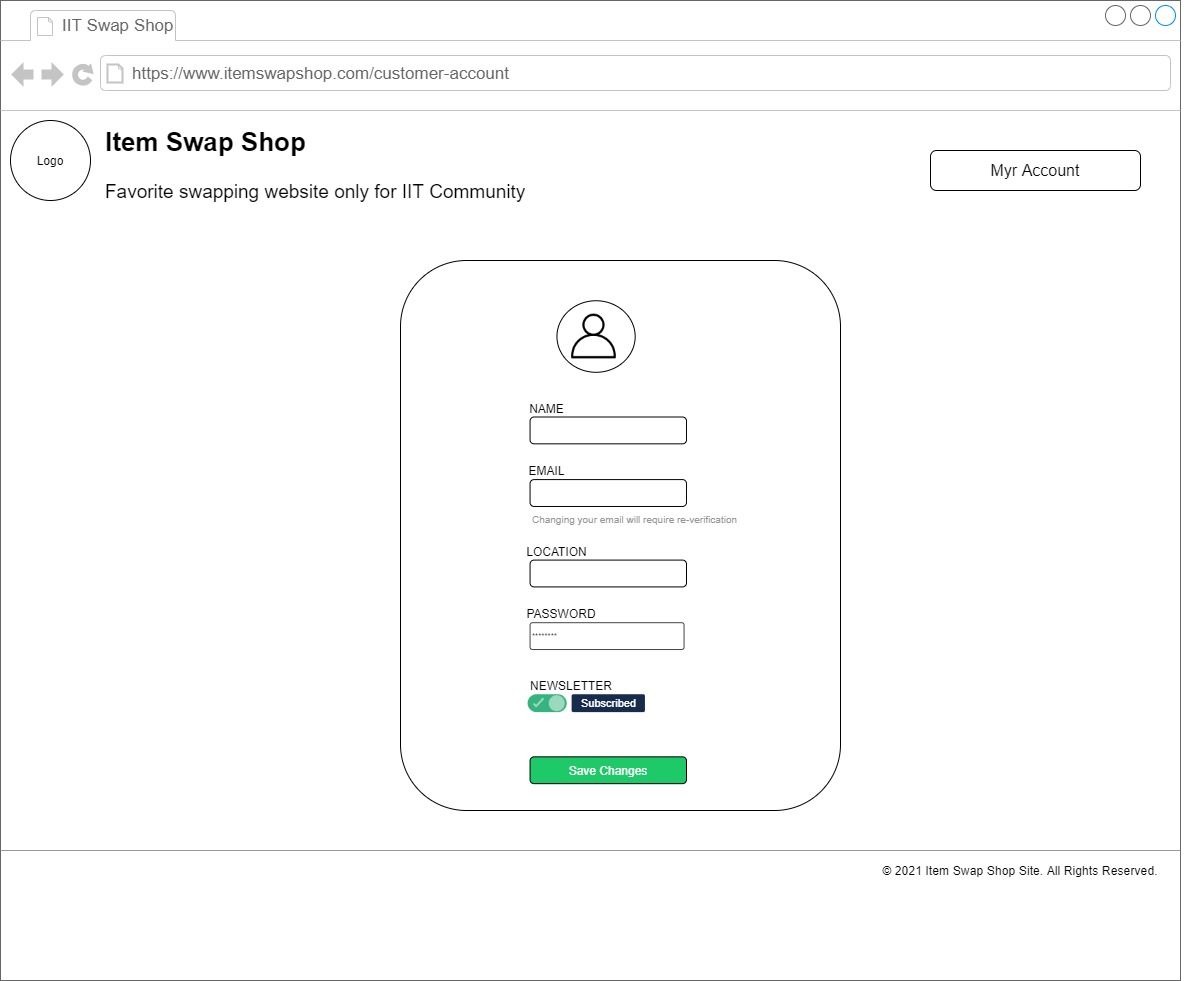 IIT Swap Shop
https://www.itemswapshop.com/customer-account
Logo
Item Swap Shop
Favorite swapping website only for IIT Community
Myr Account
NAME
EMAIL
Changing your email will require re-verification
LOCATION
PASSWORD
********
NEWSLETTER
Subscribed
Save Changes
© 2021 Item Swap Shop Site. All Rights Reserved.